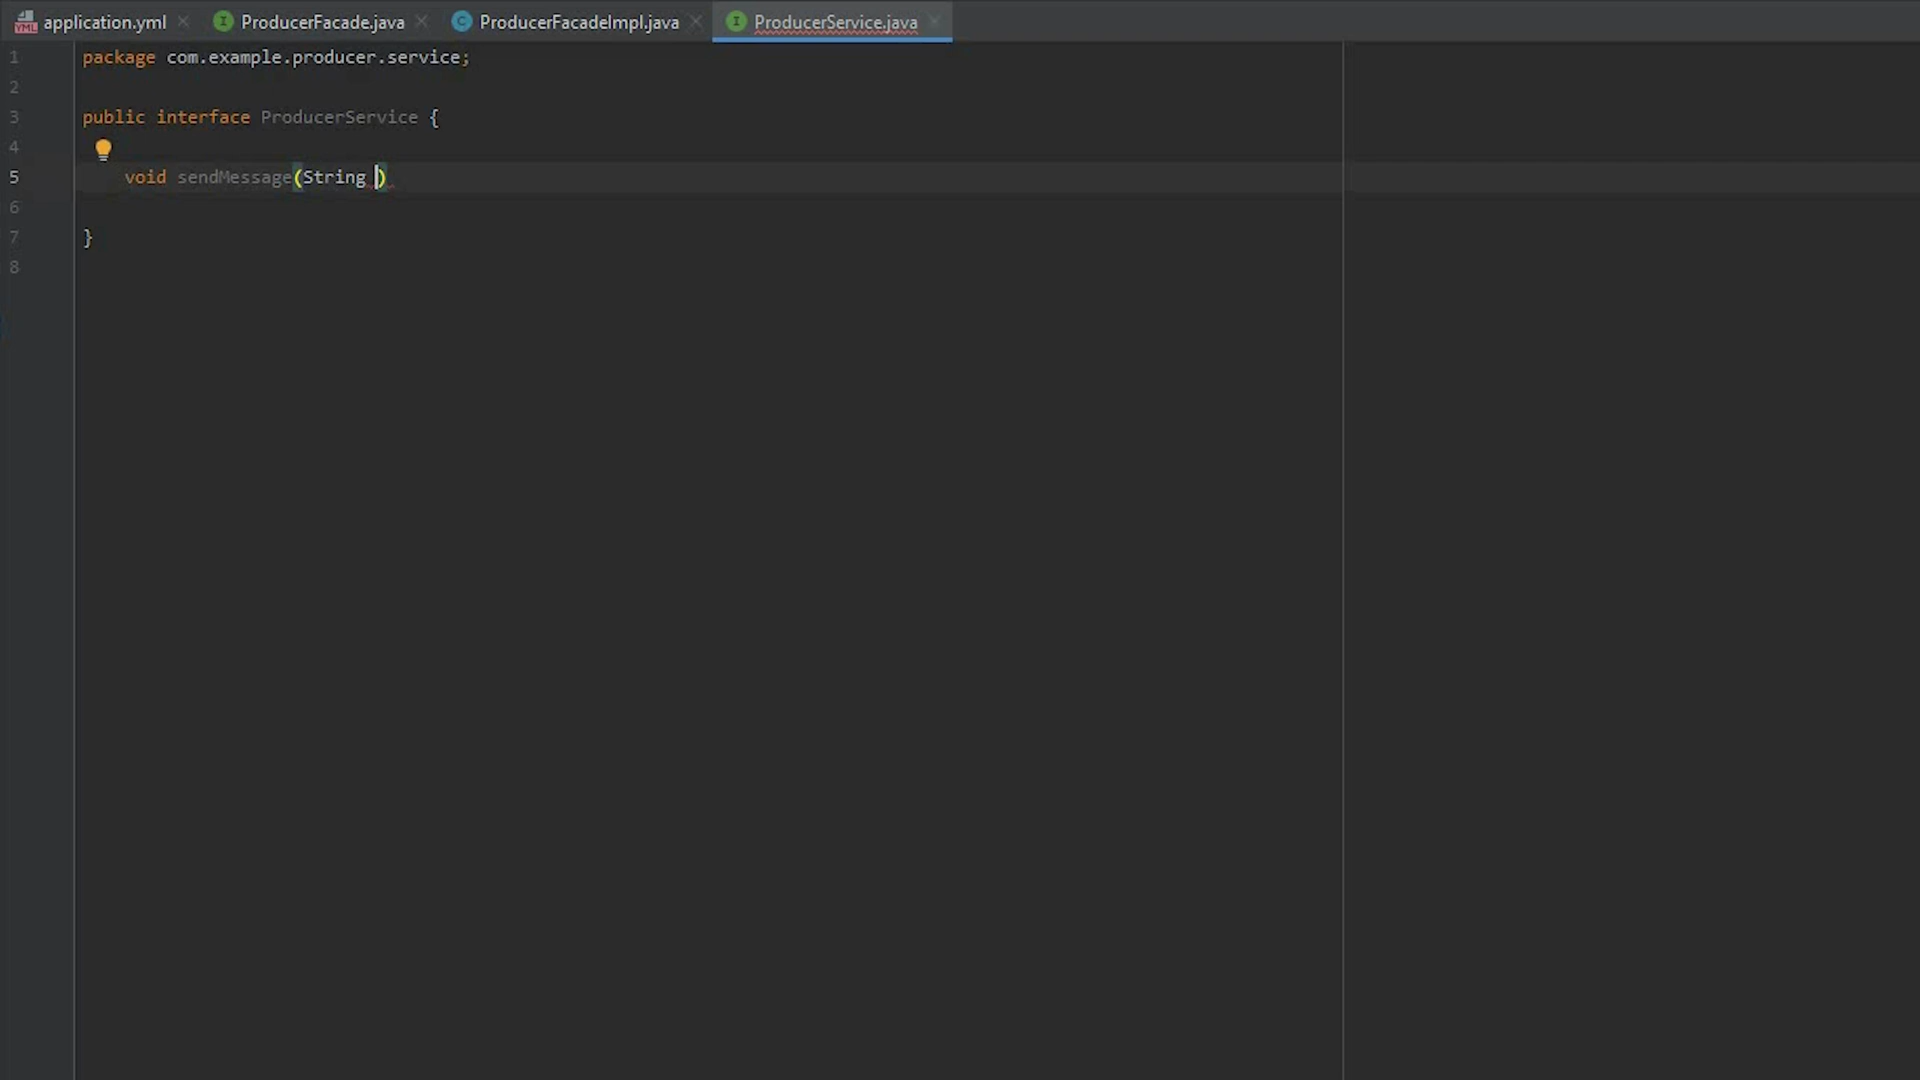 application.yml ProducerFacade.java ProducerFacadeImpl.java ProducerService.java
1 package com.example.producer.service;
2
3 public interface ProducerService {
4
5 void sendMessage(String )
6
7 }
8